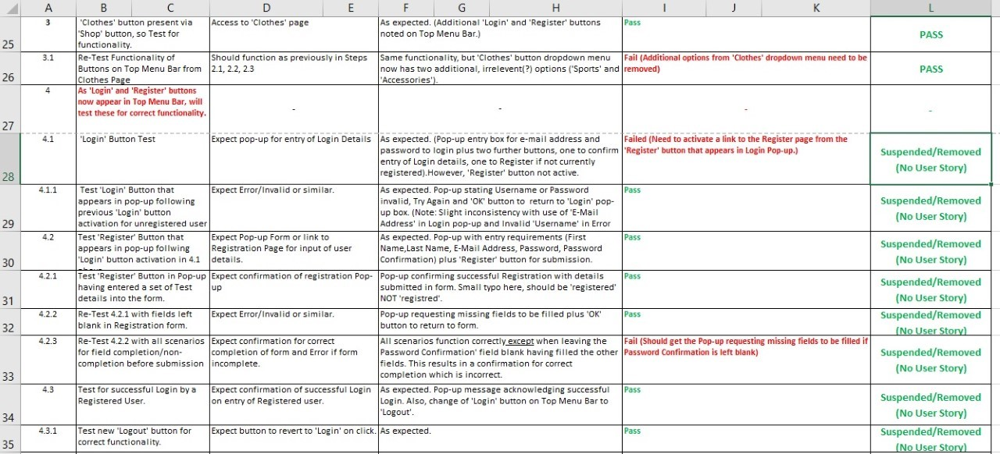 A B C D E F G H I J K L
25 3 'Clothes' button present via Access to 'Clothes' page As expected. (Additional 'Login' and 'Register' buttons Pass PASS
'Shop' button, so Test for noted on Top Menu Bar.)
functionality.
26 3.1 Re-Test Functionality of Should function as previously in Steps Same functionality, but 'Clothes' button dropdown menu Fail (Additional options from 'Clothes' dropdown menu need to be PASS
Buttons on Top Menu Bar from 2.1, 2.2, 2.3 now has two additional, irrelevent(?) options ('Sports' and removed)
Clothes Page 'Accessories').
27 4 As 'Login' and 'Register' buttons - - - -
now appear in Top Menu Bar, will
test these for correct functionality.
28 4.1 'Login' Button Test Expect pop-up for entry of Login Details As expected. (Pop-up entry box for e-mail address and Failed (Need to activate a link to the Register page from the Suspended/Removed
password to login plus two further buttons, one to confirm 'Register' button that appears in Login Pop-up.) (No User Story)
entry of Login details, one to Register if not currently
registered).However, 'Register' button not active.
29 4.1.1 Test 'Login' Button that Expect Error/Invalid or similar. As expected. Pop-up stating Username or Password Pass Suspended/Removed
appears in pop-up following invalid, Try Again and 'OK' button to return to 'Login' pop- (No User Story)
previous 'Login' button up box. (Note: Slight inconsistency with use of 'E-Mail
activation for unregistered user Address' in Login pop-up and Invalid 'Username' in Error
30 4.2 Test 'Register' Button that Expect Pop-up Form or link to As expected. Pop-up with entry requirements (First Pass Suspended/Removed
appears in pop-up follwing Registration Page for input of user Name,Last Name, E-Mail Address, Password, Password (No User Story)
'Login' button activation in 4.1 details. Confirmation) plus 'Register' button for submission.
31 4.2.1 Test 'Register' Button in Pop-up Expect confirmation of registration Pop- Pop-up confirming successful Registration with details Pass Suspended/Removed
having entered a set of Test up submitted in form. Small typo here, should be 'registered' (No User Story)
details into the form. NOT 'registred'.
32 4.2.2 Re-Test 4.2.1 with fields left Expect Error/Invalid or similar. Pop-up requesting missing fields to be filled plus 'OK' Pass Suspended/Removed
blank in Registration form. button to return to form. (No User Story)
33 4.2.3 Re-Test 4.2.2 with all scenarios Expect confirmation for correct All scenarios function correctly except when leaving the Fail (Should get the Pop-up requesting missing fields to be filled if Suspended/Removed
for field completion/non- completion of form and Error if form Password Confirmation' field blank having filled the other Password Confirmation is left blank) (No User Story)
completion before submission incomplete. fields. This results in a confirmation for correct
completion which is incorrect.
34 4.3 Test for successful Login by a Expect confirmation of successful Login As expected. Pop-up message acknowledging successful Pass Suspended/Removed
Registered User. on entry of Registered user. Login. Also, change of 'Login' button on Top Menu Bar to (No User Story)
'Logout'.
35 4.3.1 Test new 'Logout' button for Expect button to revert to 'Login' on click. As expected. Pass Suspended/Removed
correct functionality. (No User Story)